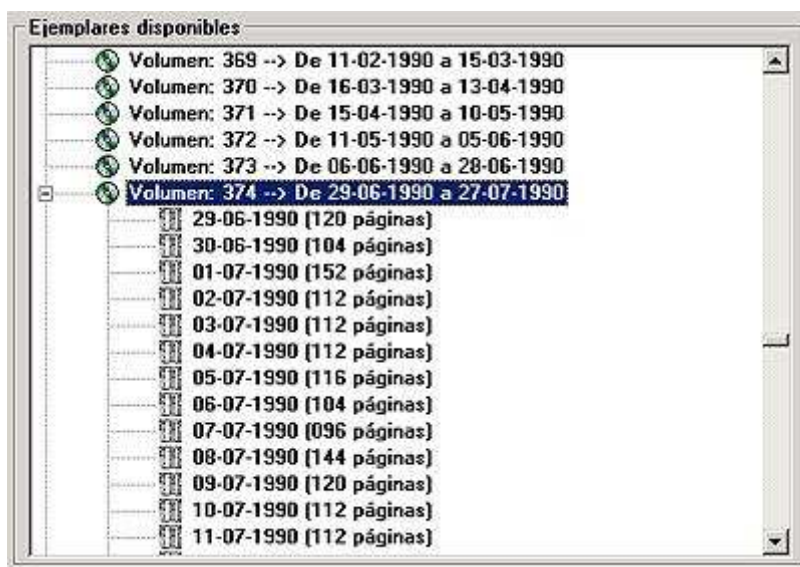 Ejemplares disponibles
Volumen: 369 --> De 11-02-1990 a 15-03-1990
Volumen: 370 --> De 16-03-1990 a 13-04-1990
Volumen: 371 --> De 15-04-1990 a 10-05-1990
Volumen: 372 --> De 11-05-1990 a 05-06-1990
Volumen: 373 --> De 06-06-1990 a 28-06-1990
Volumen: 374 --> De 29-06-1990 a 27-07-1990
29-06-1990 (120 páginas)
30-06-1990 (104 páginas)
01-07-1990 (152 páginas)
02-07-1990 (112 páginas)
03-07-1990 (112 páginas)
04-07-1990 (112 páginas)
05-07-1990 (116 páginas)
06-07-1990 (104 páginas)
07-07-1990 (096 páginas)
08-07-1990 (144 páginas)
09-07-1990 (120 páginas)
10-07-1990 (112 páginas)
11-07-1990 (112 páginas)